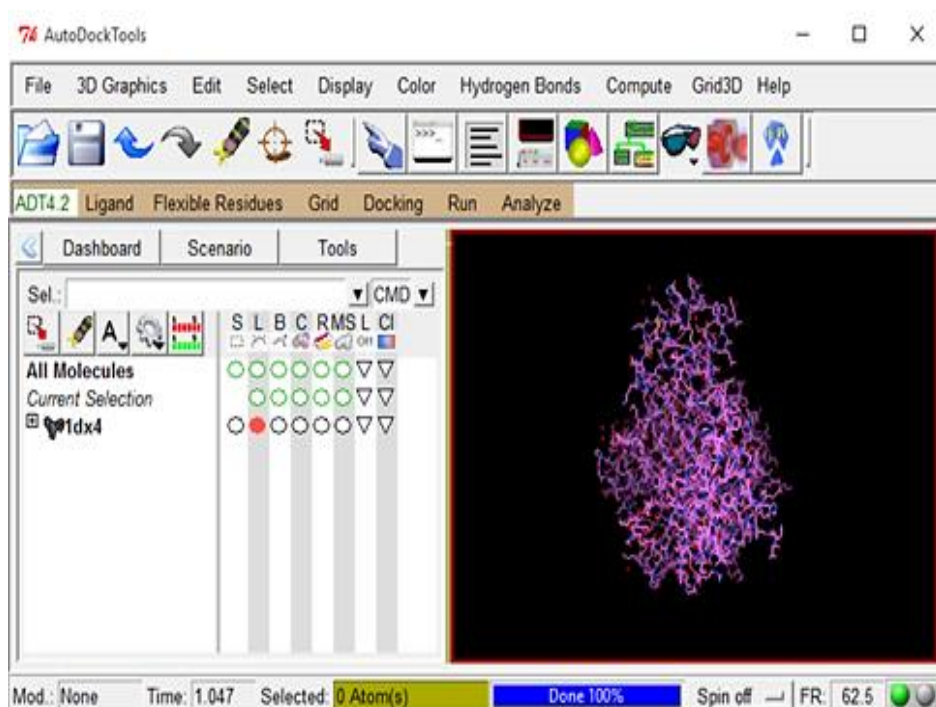 74 AutoDockTools
File 3D Graphics Edit Select Display Color Hydrogen Bonds Compute Grid3D Help
>>>_
ADT4.2 Ligand Flexible Residues Grid Docking Run Analyze
Dashboard Scenario Tools
Sel.: CMD
A S L B C R MS L Cl
Off
All Molecules
Current Selection
1dx4
Mod.: None Time: 1.047 Selected: 0 Atom(s) Done 100% Spin off FR: 62.5